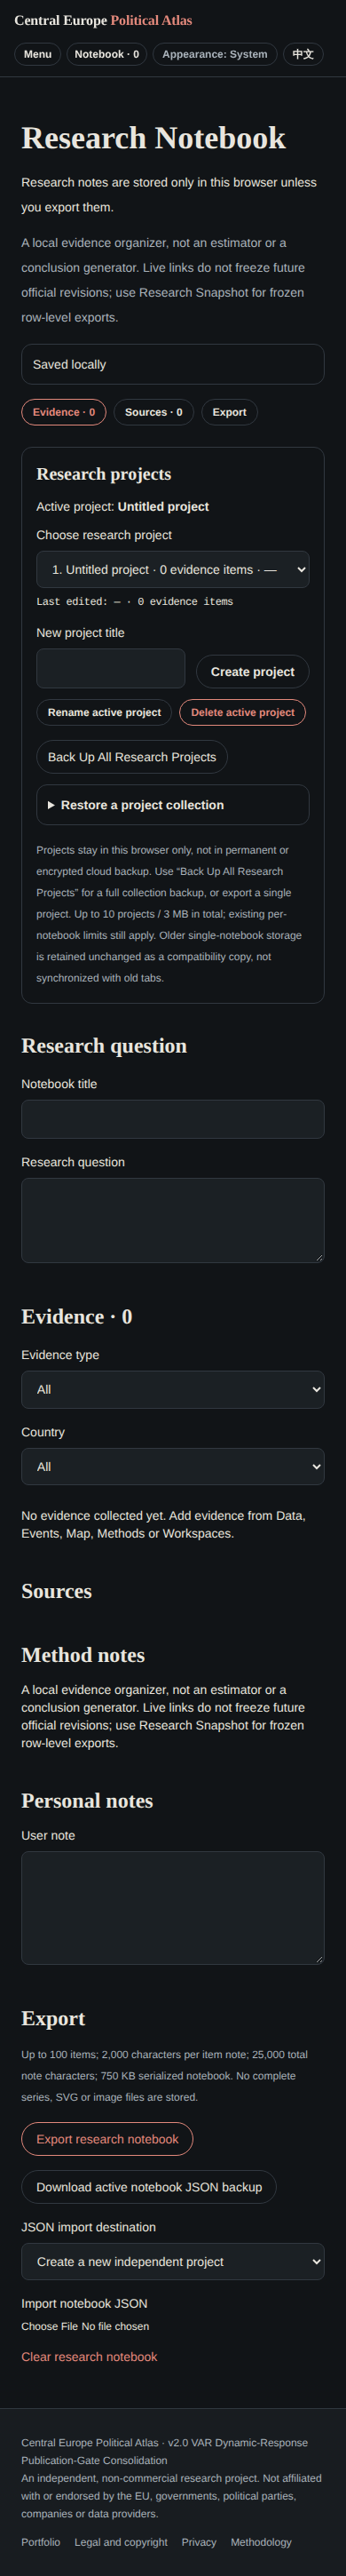 Central Europe Political Atlas
Menu
Notebook · 0
Appearance: System
中文
Research Notebook
Research notes are stored only in this browser unless
you export them.
A local evidence organizer, not an estimator or a
conclusion generator. Live links do not freeze future
official revisions; use Research Snapshot for frozen
row-level exports.
Saved locally
Evidence · 0
Sources · 0
Export
Research projects
Active project: Untitled project
Choose research project
1. Untitled project · 0 evidence items · —
Last edited: — · 0 evidence items
New project title
Create project
Rename active project
Delete active project
Back Up All Research Projects
Restore a project collection
Projects stay in this browser only, not in permanent or
encrypted cloud backup. Use “Back Up All Research
Projects” for a full collection backup, or export a single
project. Up to 10 projects / 3 MB in total; existing per-
notebook limits still apply. Older single-notebook storage
is retained unchanged as a compatibility copy, not
synchronized with old tabs.
Research question
Notebook title
Research question
Evidence · 0
Evidence type
All
Country
All
No evidence collected yet. Add evidence from Data,
Events, Map, Methods or Workspaces.
Sources
Method notes
A local evidence organizer, not an estimator or a
conclusion generator. Live links do not freeze future
official revisions; use Research Snapshot for frozen
row-level exports.
Personal notes
User note
Export
Up to 100 items; 2,000 characters per item note; 25,000 total
note characters; 750 KB serialized notebook. No complete
series, SVG or image files are stored.
Export research notebook
Download active notebook JSON backup
JSON import destination
Create a new independent project
Import notebook JSON
Choose File No file chosen
Clear research notebook
Central Europe Political Atlas · v2.0 VAR Dynamic-Response
Publication-Gate Consolidation
An independent, non-commercial research project. Not affiliated
with or endorsed by the EU, governments, political parties,
companies or data providers.
Portfolio
Legal and copyright
Privacy
Methodology